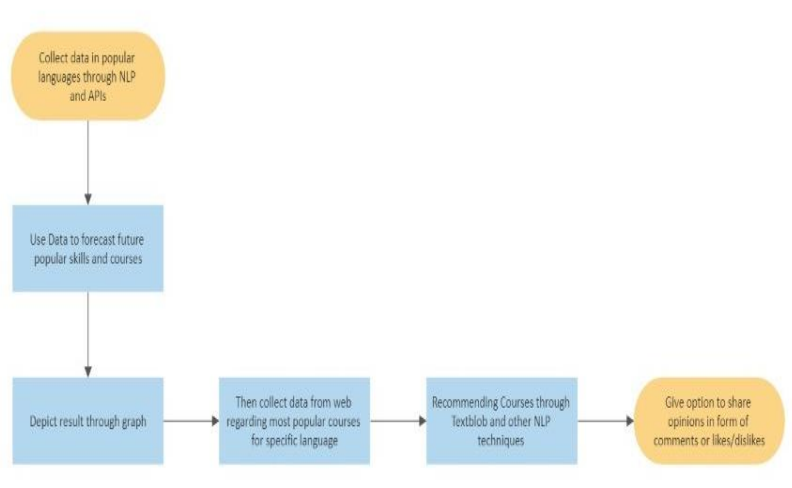 Collect data in popular
languages through NLP
and APIs
Use Data to forecast future
popular skills and courses
Depict result through graph
Then collect data from web
regarding most popular courses
for specific language
Recommending Courses through
Textblob and other NLP
techniques
Give option to share
opinions in form of
comments or likes/dislikes